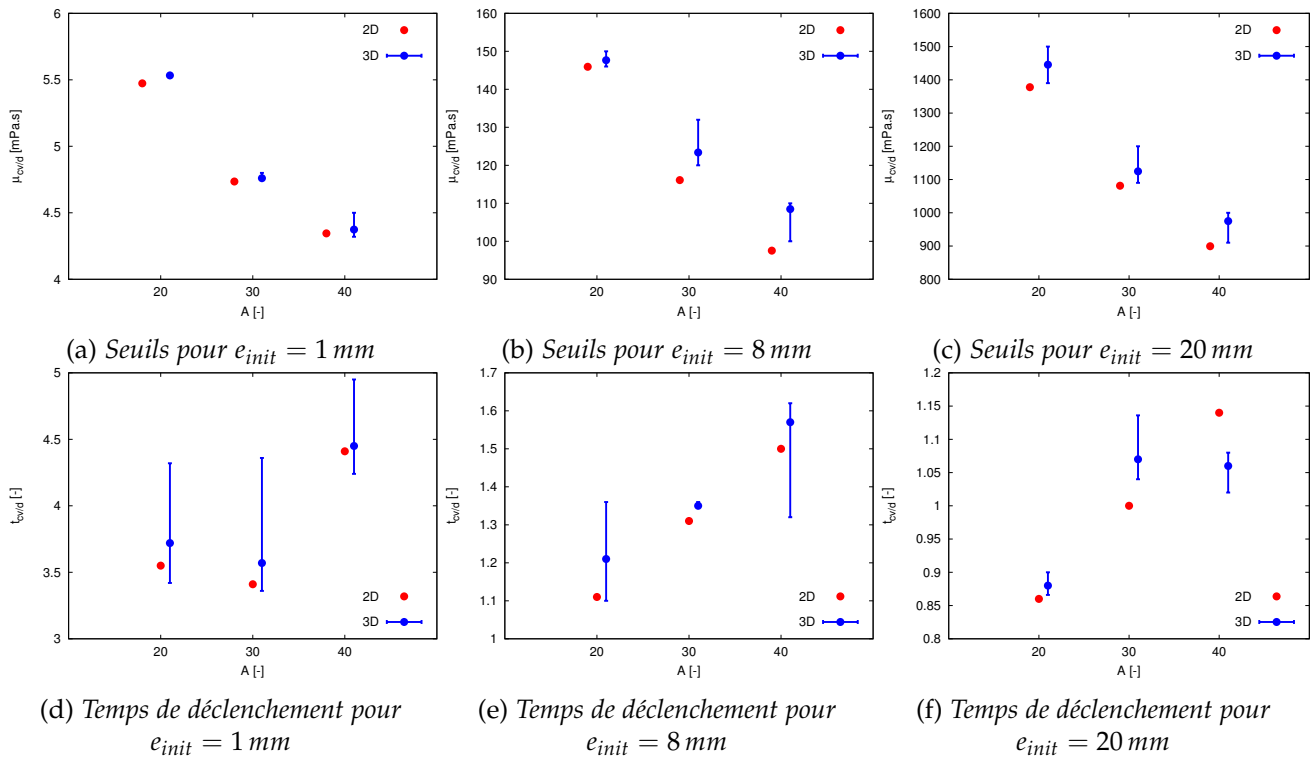 6
5.5
5
4.5
4
μcv/d [mPa.s]
20 30 40
A [-]
2D
3D
(a) Seuils pour e_init = 1 mm
160
150
140
130
120
110
100
90
μcv/d [mPa.s]
20 30 40
A [-]
2D
3D
(b) Seuils pour e_init = 8 mm
1600
1500
1400
1300
1200
1100
1000
900
800
μcv/d [mPa.s]
20 30 40
A [-]
2D
3D
(c) Seuils pour e_init = 20 mm
5
4.5
4
3.5
3
tcv/d [-]
20 30 40
A [-]
2D
3D
(d) Temps de déclenchement pour
e_init = 1 mm
1.7
1.6
1.5
1.4
1.3
1.2
1.1
1
tcv/d [-]
20 30 40
A [-]
2D
3D
(e) Temps de déclenchement pour
e_init = 8 mm
1.2
1.15
1.1
1.05
1
0.95
0.9
0.85
0.8
tcv/d [-]
20 30 40
A [-]
2D
3D
(f) Temps de déclenchement pour
e_init = 20 mm